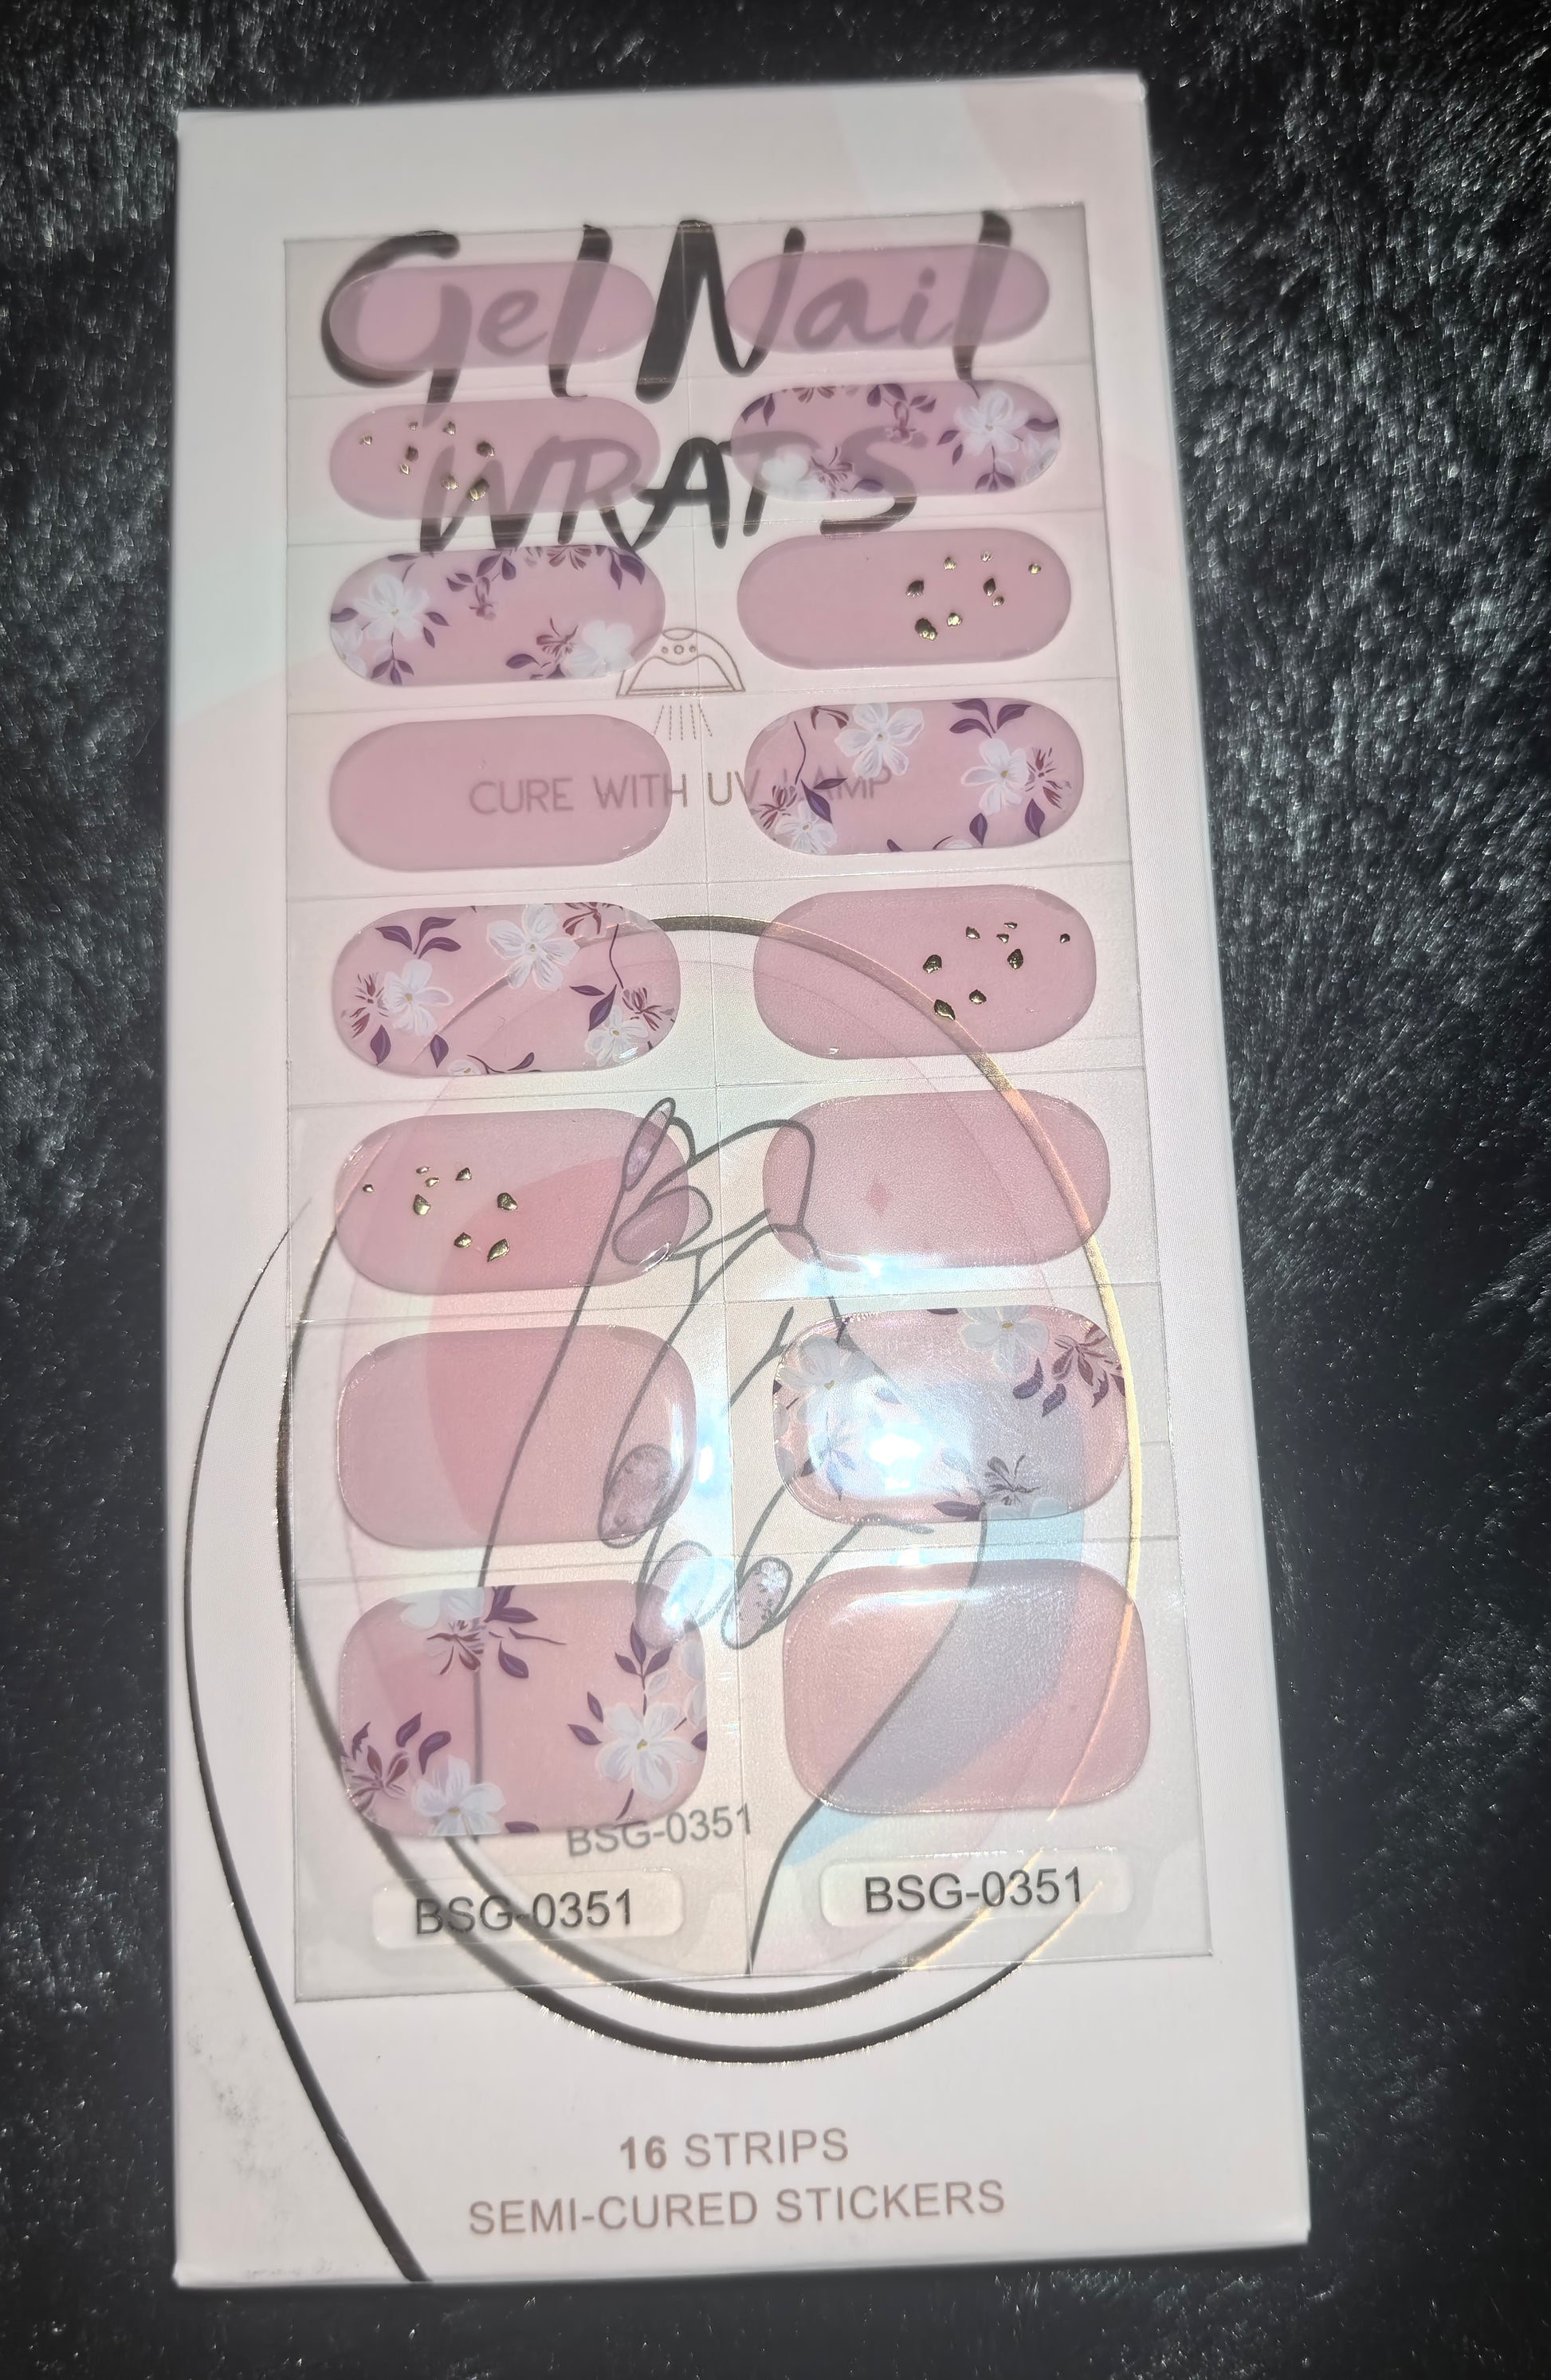 Gel Nail
WRAPS
CURE WITH UV LAMP
BSG-0351
BSG-0351
BSG-0351
16 STRIPS
SEMI-CURED STICKERS